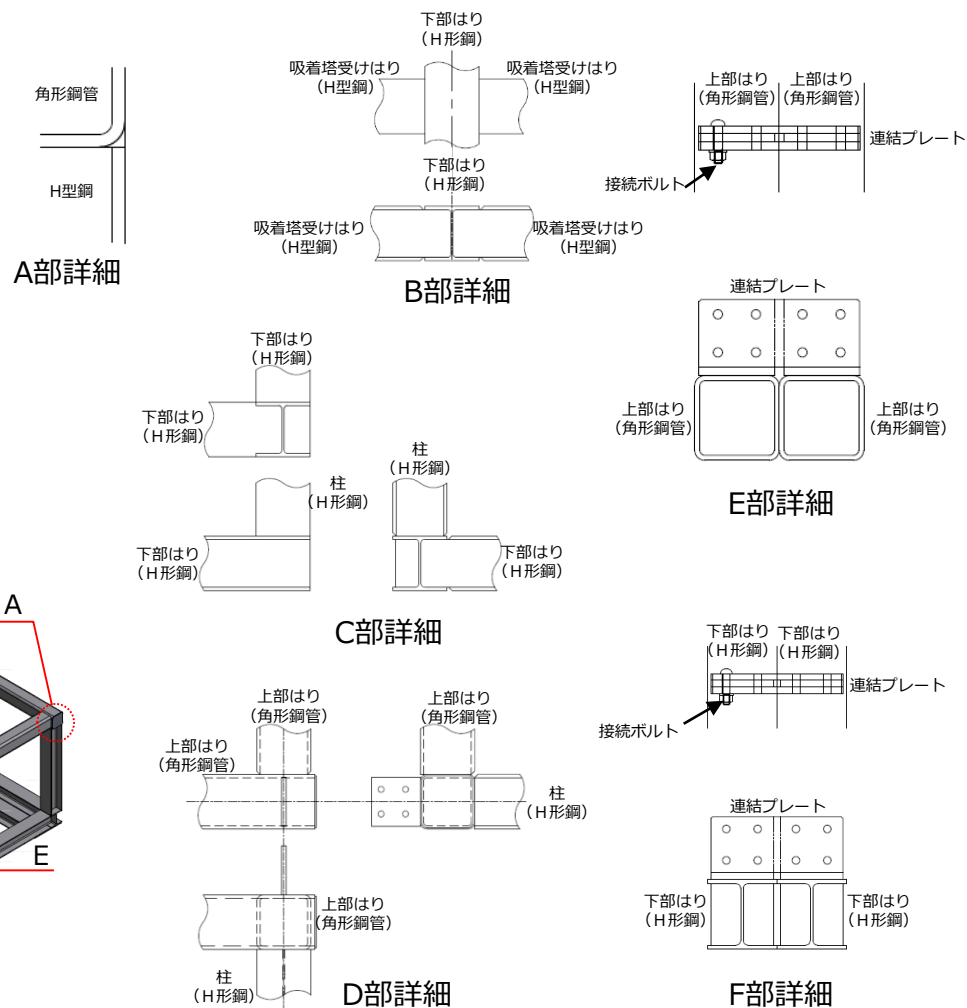 角形鋼管
H型鋼
A部詳細
下部はり
(H形鋼)
吸着塔受けはり
(H型鋼)
吸着塔受けはり
(H型鋼)
下部はり
(H形鋼)
吸着塔受けはり
(H型鋼)
吸着塔受けはり
(H型鋼)
B部詳細
上部はり
(角形鋼管)
上部はり
(角形鋼管)
連結プレート
接続ボルト
連結プレート
上部はり
(角形鋼管)
上部はり
(角形鋼管)
E部詳細
下部はり
(H形鋼)
下部はり
(H形鋼)
柱
(H形鋼)
下部はり
(H形鋼)
柱
(H形鋼)
下部はり
(H形鋼)
C部詳細
A
E
上部はり
(角形鋼管)
上部はり
(角形鋼管)
上部はり
(角形鋼管)
柱
(H形鋼)
上部はり
(角形鋼管)
柱
(H形鋼)
D部詳細
下部はり
(H形鋼)
下部はり
(H形鋼)
連結プレート
接続ボルト
連結プレート
下部はり
(H形鋼)
下部はり
(H形鋼)
F部詳細